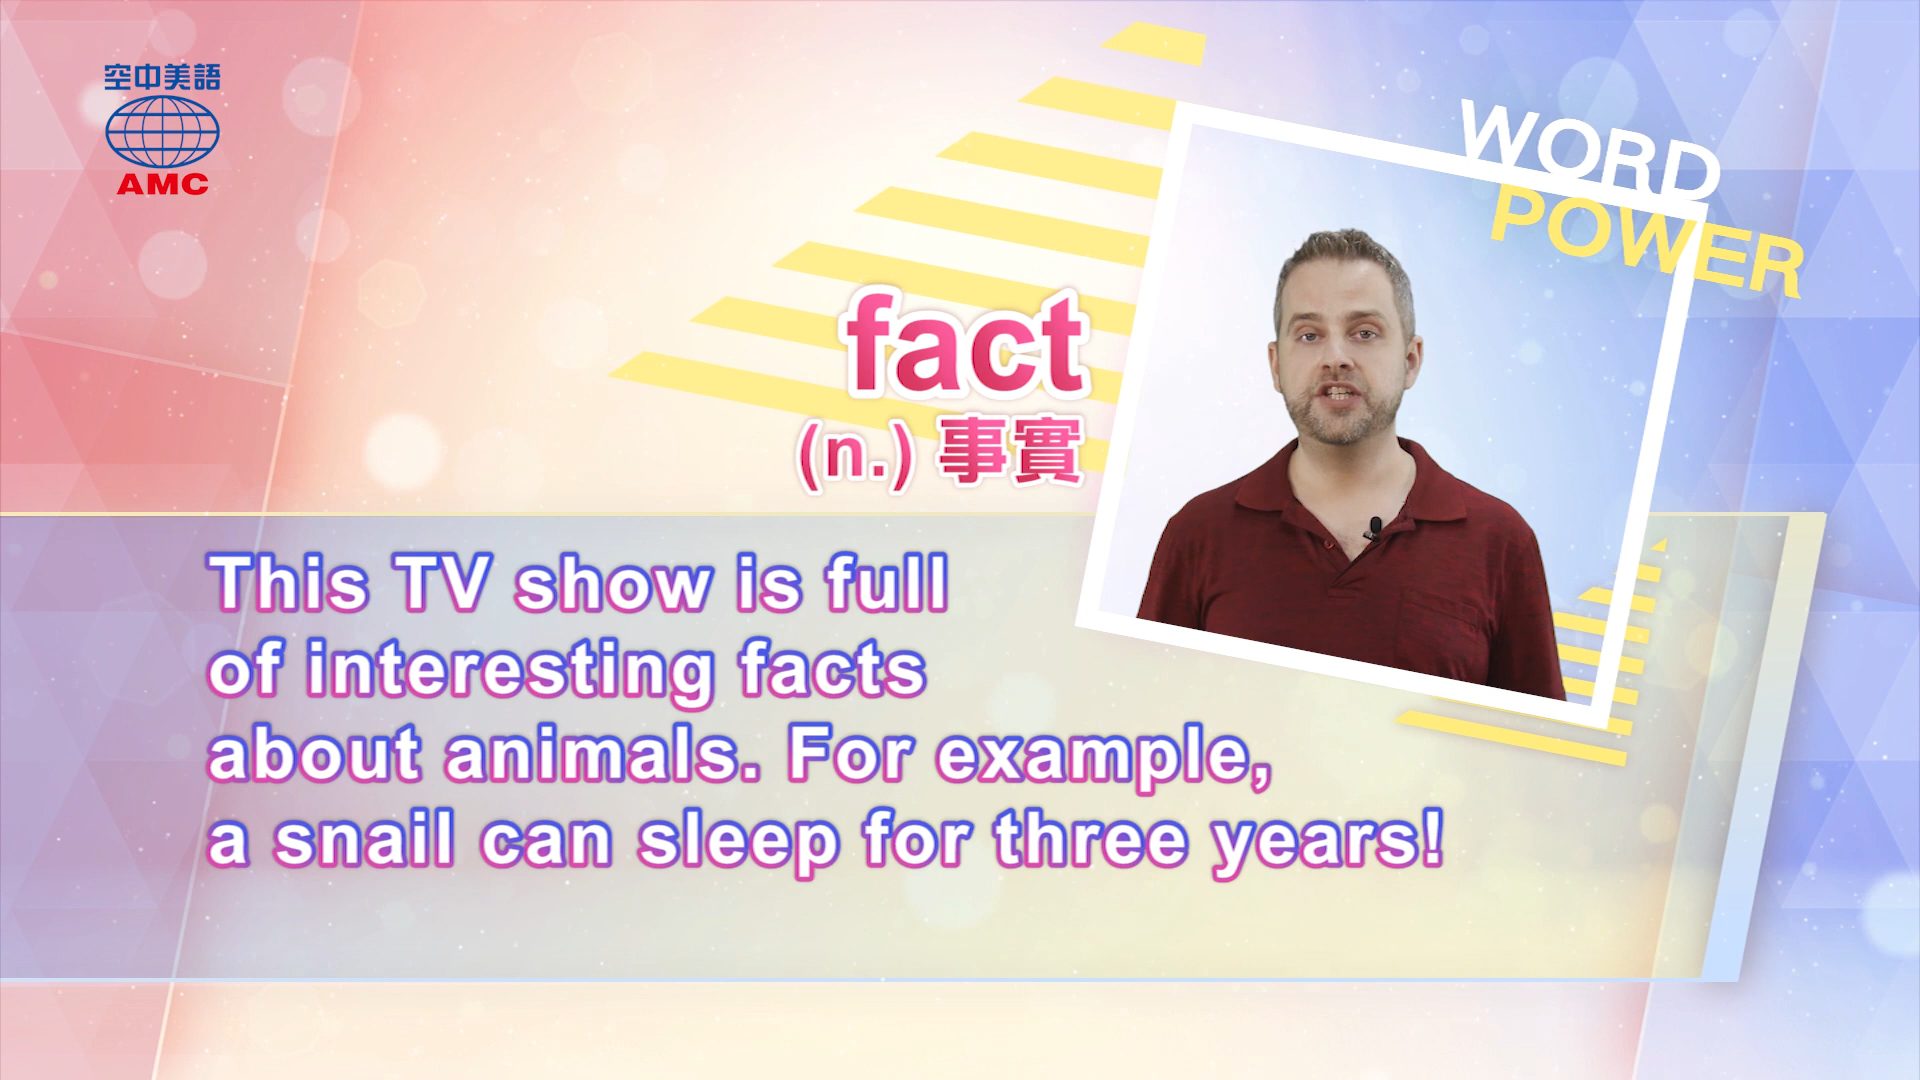 空中美語
AMC
WORD
POWER
fact
(n.) 事實
This TV show is full
of interesting facts
about animals. For example,
a snail can sleep for three years!